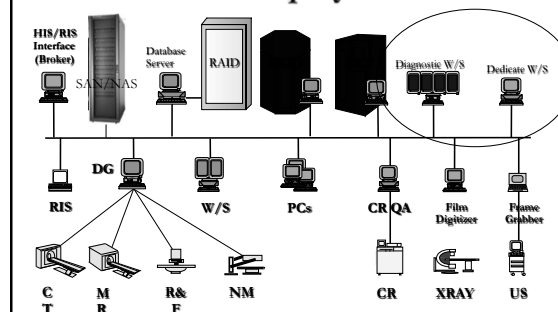 HIS/RIS
Interface
(Broker)
SAN/NAS
Database
Server
RAID
Diagnostic W/S
Dedicate W/S
RIS
DG
W/S
PCs
CR QA
Film
Digitizer
Frame
Grabber
C
T
M
R
R&
F
NM
CR
XRAY
US